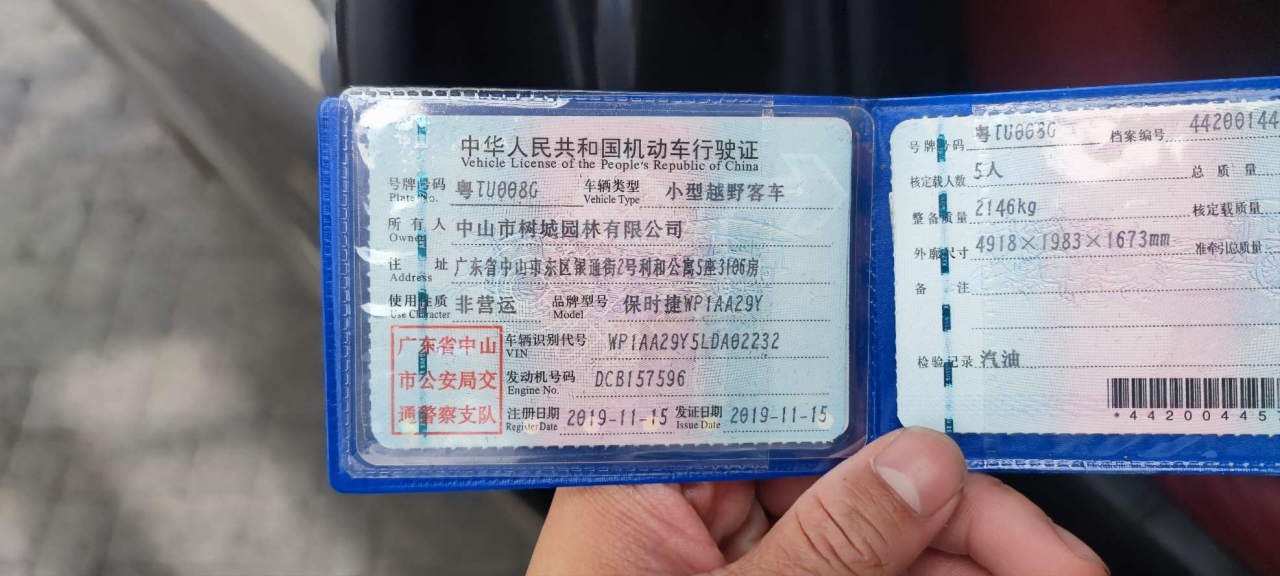 中华人民共和国机动车行驶证
Vehicle License of the People's Republic of China
号牌号码 粤TU008G 车辆类型 小型越野客车
Plate No. Vehicle Type
所有人 中山市树城园林有限公司
Owner
住址 广东省中山市东区银通街2号利和公寓5座3106房
Address
使用性质 非营运 品牌型号 保时捷WP1AA29Y
Use Character Model
广东省中山
市公安局交
通警察支队
车辆识别代号 WP1AA29Y5LDA02232
VIN
发动机号码 DCB157596
Engine No.
注册日期 2019-11-15 发证日期 2019-11-15
Register Date Issue Date
号牌号码 粤TU008G 档案编号 44200144
核定载人数 5人 总质量
整备质量 2146kg 核定载质量
外廓尺寸 4918×1983×1673mm 准牵引总质量
备注
检验记录 汽油
*442004451